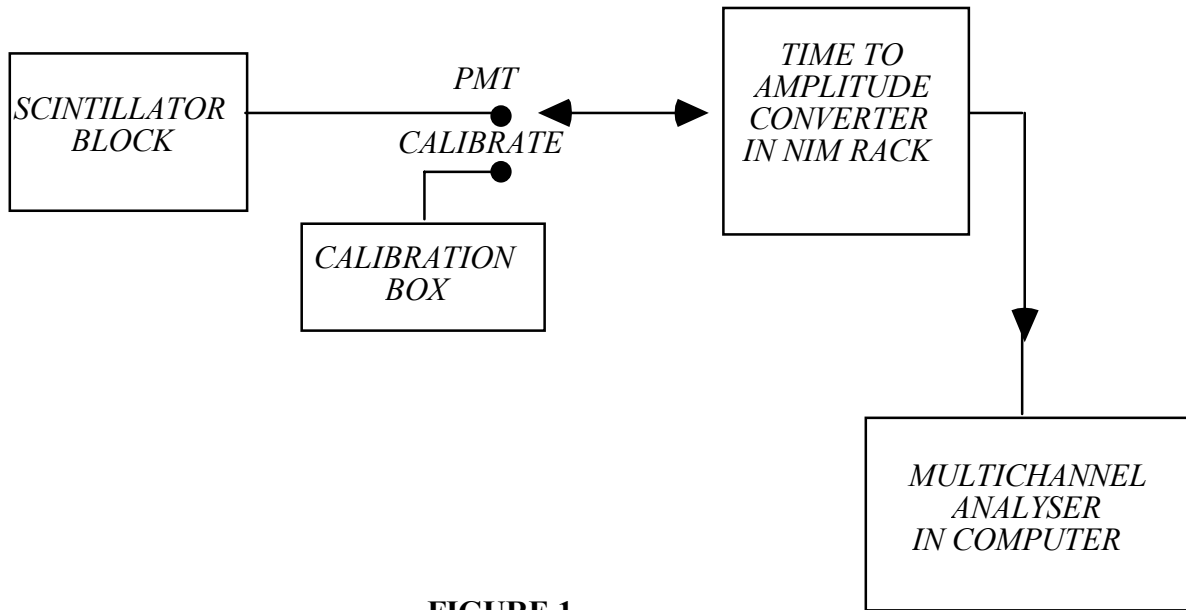 SCINTILLATOR
BLOCK
PMT
CALIBRATE
CALIBRATION
BOX
TIME TO
AMPLITUDE
CONVERTER
IN NIM RACK
MULTICHANNEL
ANALYSER
IN COMPUTER
FIGURE 1